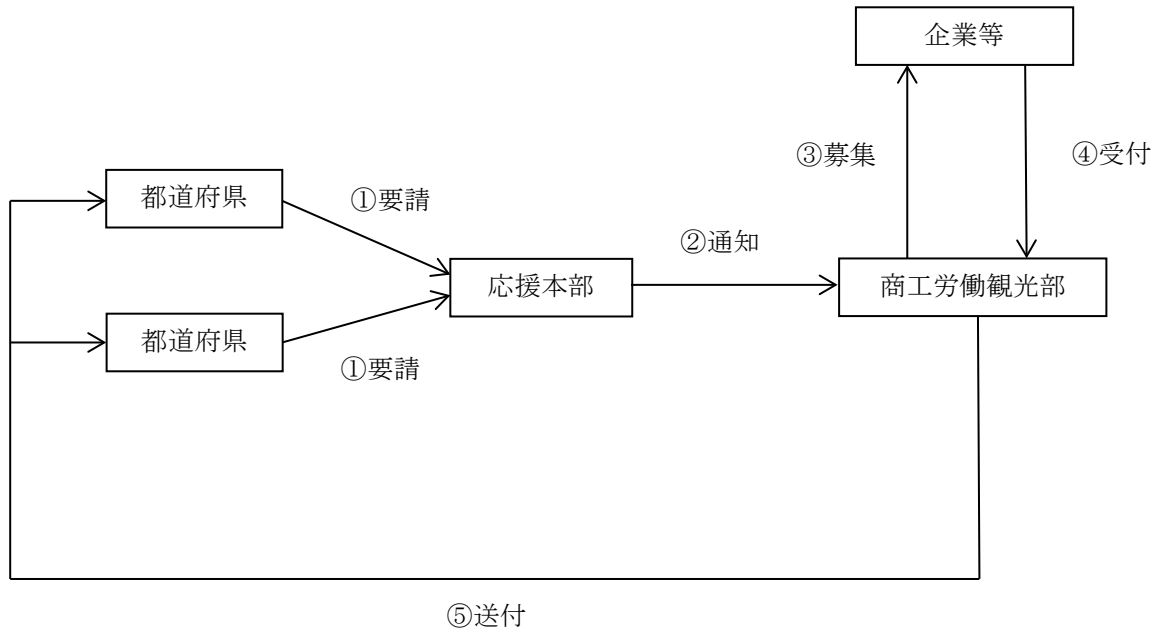 企業等
③募集
④受付
都道府県
①要請
②通知
応援本部
商工労働観光部
都道府県
①要請
⑤送付